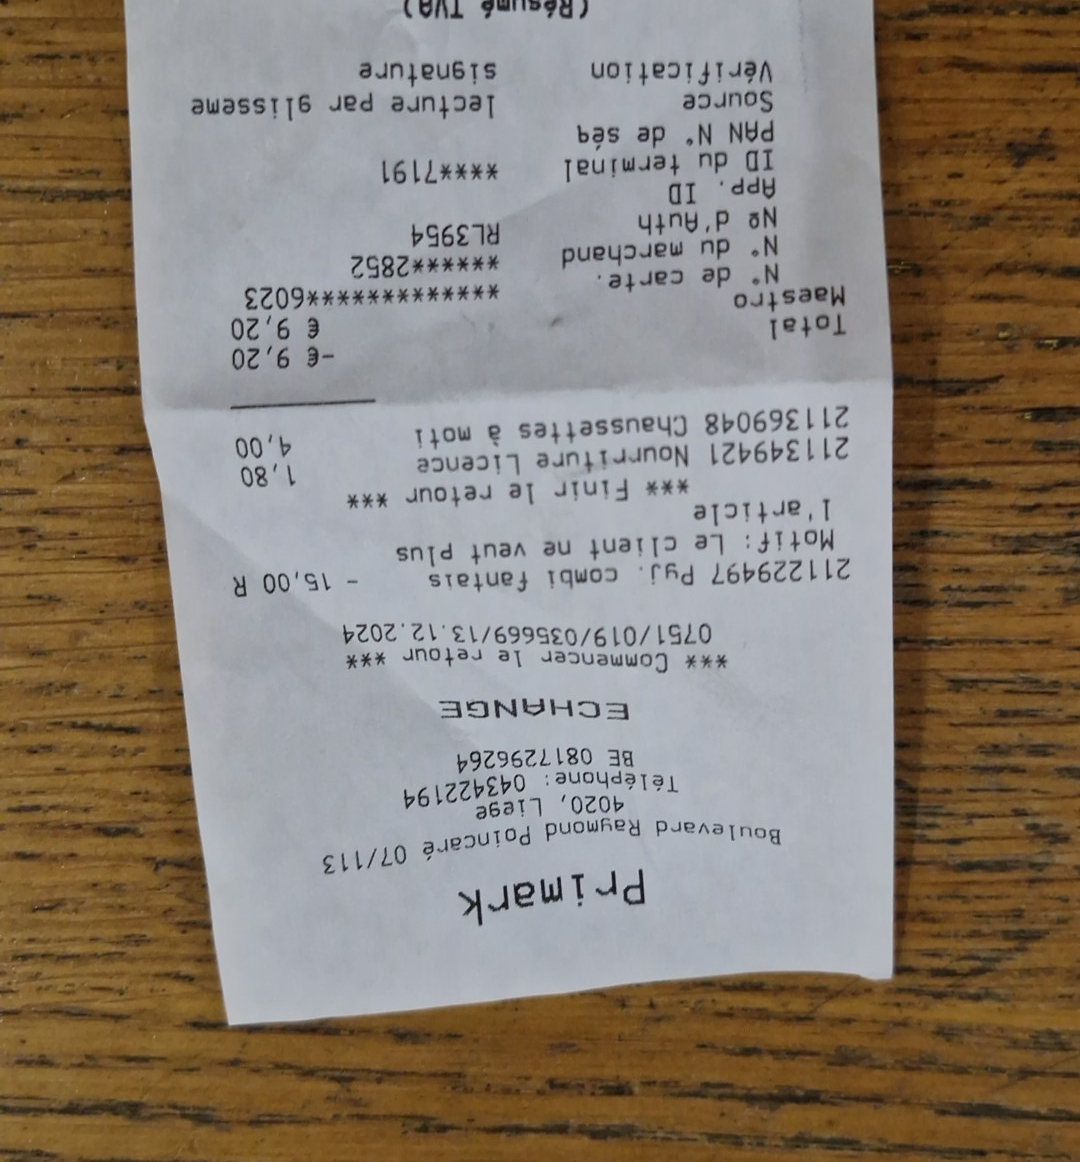 Primark
Boulevard Raymond Poincaré 07/113
4020, Liege
Téléphone: 043422194
BE 0817296264
ECHANGE
*** Commencer le retour ***
0751/019/035669/13.12.2024
211229497 Pyj. combi fantais - 15,00 R
Motif: Le client ne veut plus
l'article
*** Finir le retour ***
211349421 Nourriture Licence 1,80
211369048 Chaussettes à moti 4,00
Total -€ 9,20
Maestro € 9,20
N° de carte. ***************6023
N° du marchand *******2852
Nº d'Auth RL3954
App. ID
ID du terminal ****7191
PAN N° de séq
Source lecture par glisseme
Vérification signature
(Résumé TVA)